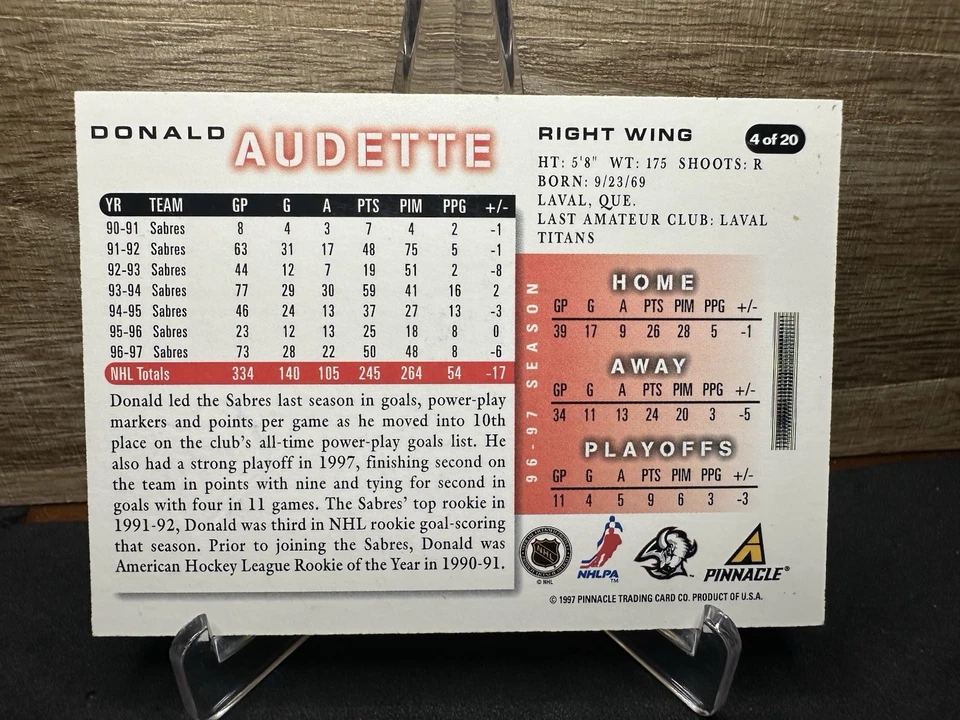 DONALD AUDETTE
YR TEAM GP G A PTS PIM PPG +/-
90-91 Sabres 8 4 3 7 4 2 -1
91-92 Sabres 63 31 17 48 75 5 -1
92-93 Sabres 44 12 7 19 51 2 -8
93-94 Sabres 77 29 30 59 41 16 2
94-95 Sabres 46 24 13 37 27 13 -3
95-96 Sabres 23 12 13 25 18 8 0
96-97 Sabres 73 28 22 50 48 8 -6
NHL Totals 334 140 105 245 264 54 -17
Donald led the Sabres last season in goals, power-play
markers and points per game as he moved into 10th
place on the club's all-time power-play goals list. He
also had a strong playoff in 1997, finishing second on
the team in points with nine and tying for second in
goals with four in 11 games. The Sabres' top rookie in
1991-92, Donald was third in NHL rookie goal-scoring
that season. Prior to joining the Sabres, Donald was
American Hockey League Rookie of the Year in 1990-91.
RIGHT WING
4 of 20
HT: 5'8" WT: 175 SHOOTS: R
BORN: 9/23/69
LAVAL, QUE.
LAST AMATEUR CLUB: LAVAL
TITANS
96-97 SEASON
HOME
GP G A PTS PIM PPG +/-
39 17 9 26 28 5 -1
AWAY
GP G A PTS PIM PPG +/-
34 11 13 24 20 3 -5
PLAYOFFS
GP G A PTS PIM PPG +/-
11 4 5 9 6 3 -3
NHL
© NHL
NHLPA
TM
PINNACLE®
© 1997 PINNACLE TRADING CARD CO. PRODUCT OF U.S.A.